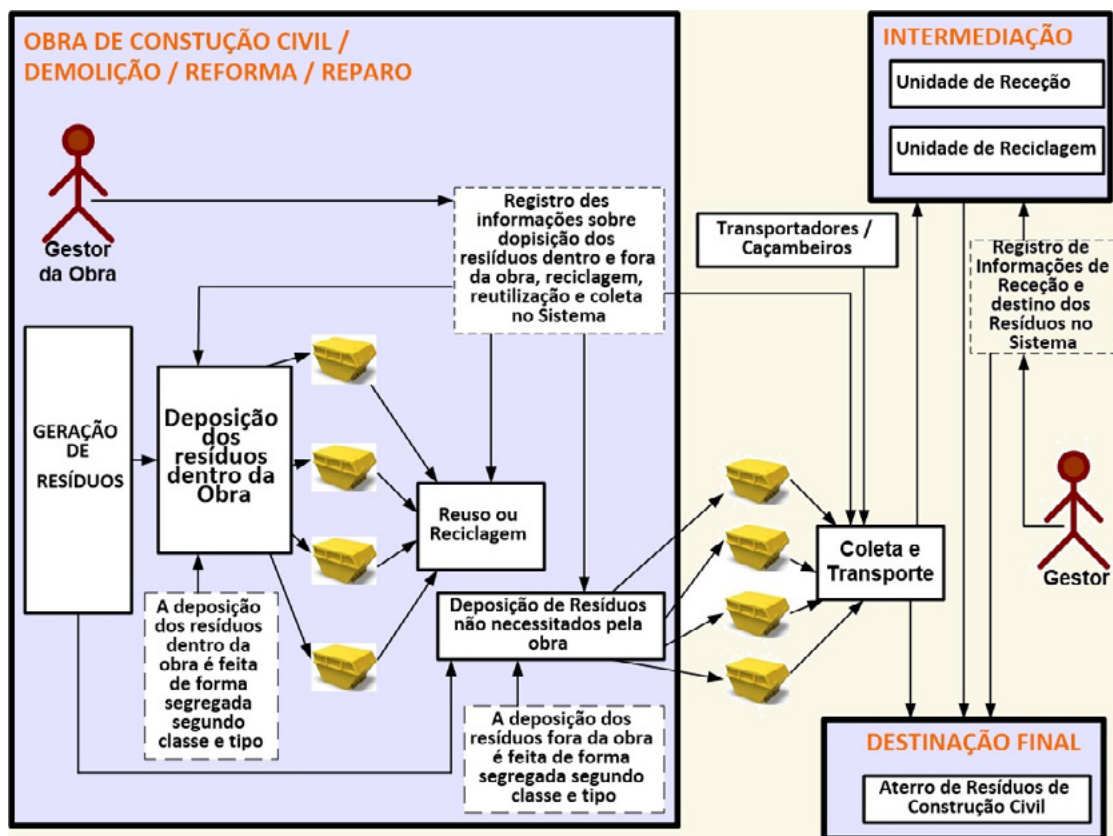 OBRA DE CONSTUÇÃO CIVIL /
DEMOLIÇÃO / REFORMA / REPARO
Gestor
da Obra
Registro des
informações sobre
dopisição dos
resiíduos dentro e fora
da obra, reciclagem,
reutilização e coleta
no Sistema
GERAÇÃO
DE
RESÍDUOS
Deposição
dos
resíduos
dentro da
Obra
Reuso ou
Reciclagem
A deposição
dos resíduos
dentro da
obra é feita
de forma
segregada
segundo
classe e tipo
Deposição de Resíduos
não necessitados pela
obra
A deposição dos
resíduos fora da obra
é feita de forma
segregada segundo
classe e tipo
Transportadores /
Caçambeiros
Coleta e
Transporte
INTERMEDIAÇÃO
Unidade de Receção
Unidade de Reciclagem
Registro de
Informações de
Receção e
destino dos
Resíduos no
Sistema
Gestor
DESTINAÇÃO FINAL
Aterro de Resíduos de
Construção Civil